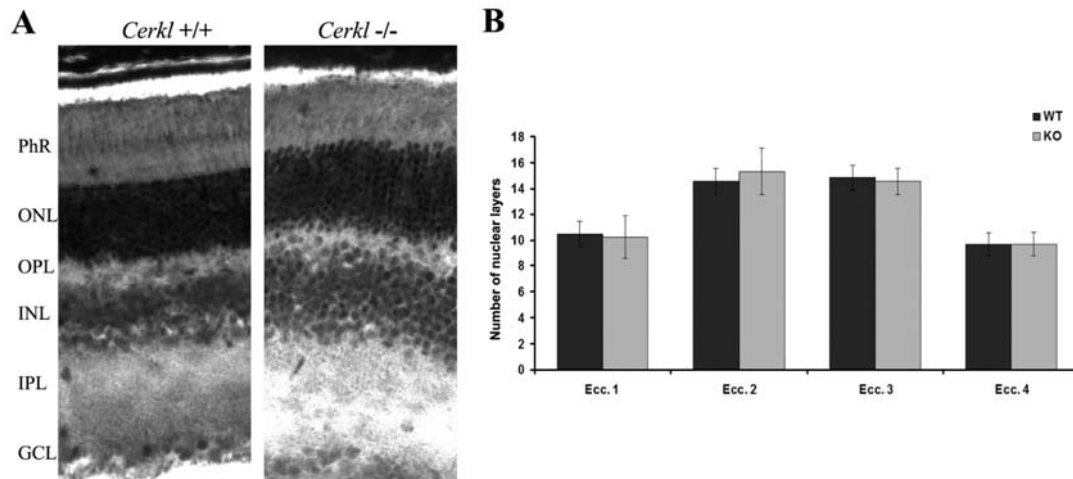 A
Cerkl +/+
Cerkl -/-
PhR
ONL
OPL
INL
IPL
GCL
B
WT
KO
Number of nuclear layers
18
16
14
12
10
8
6
4
2
0
Ecc. 1
Ecc. 2
Ecc. 3
Ecc. 4